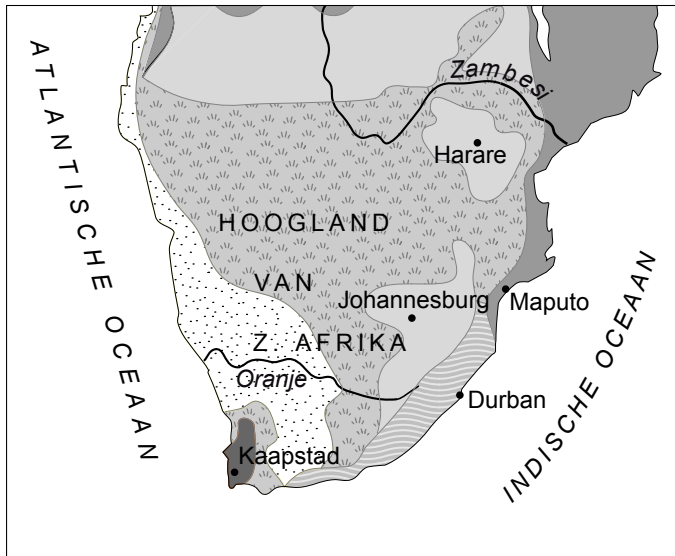 ATLANTISCHE OCEAAN
Zambesi
Harare
HOOGLAND
VAN
Johannesburg
Maputo
Z AFRIKA
Oranje
Durban
Kaapstad
INDISCHE OCEAAN